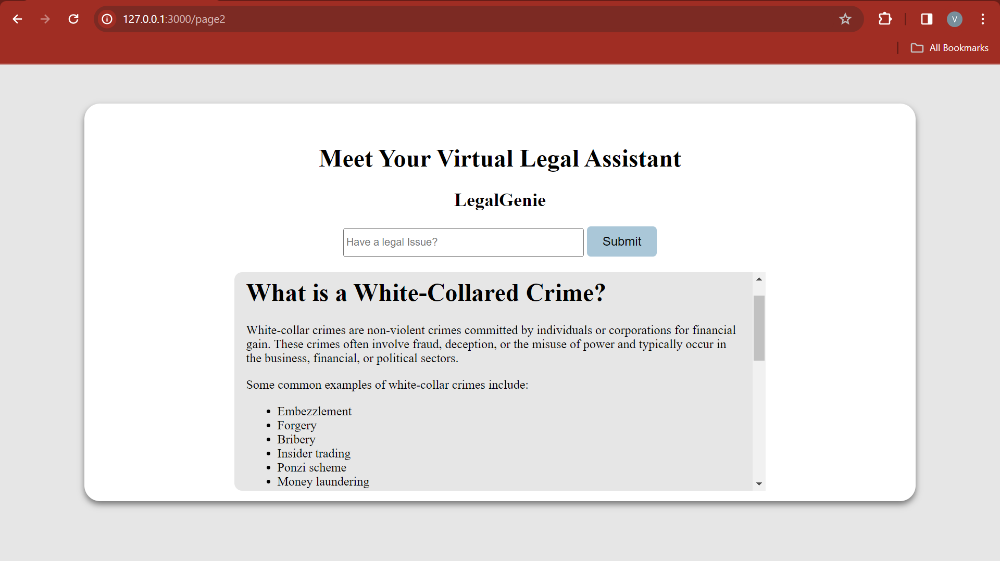 127.0.0.1:3000/page2
V
All Bookmarks
Meet Your Virtual Legal Assistant
LegalGenie
Have a legal Issue?
Submit
What is a White-Collared Crime?
White-collar crimes are non-violent crimes committed by individuals or corporations for financial
gain. These crimes often involve fraud, deception, or the misuse of power and typically occur in
the business, financial, or political sectors.
Some common examples of white-collar crimes include:
• Embezzlement
• Forgery
• Bribery
• Insider trading
• Ponzi scheme
• Money laundering